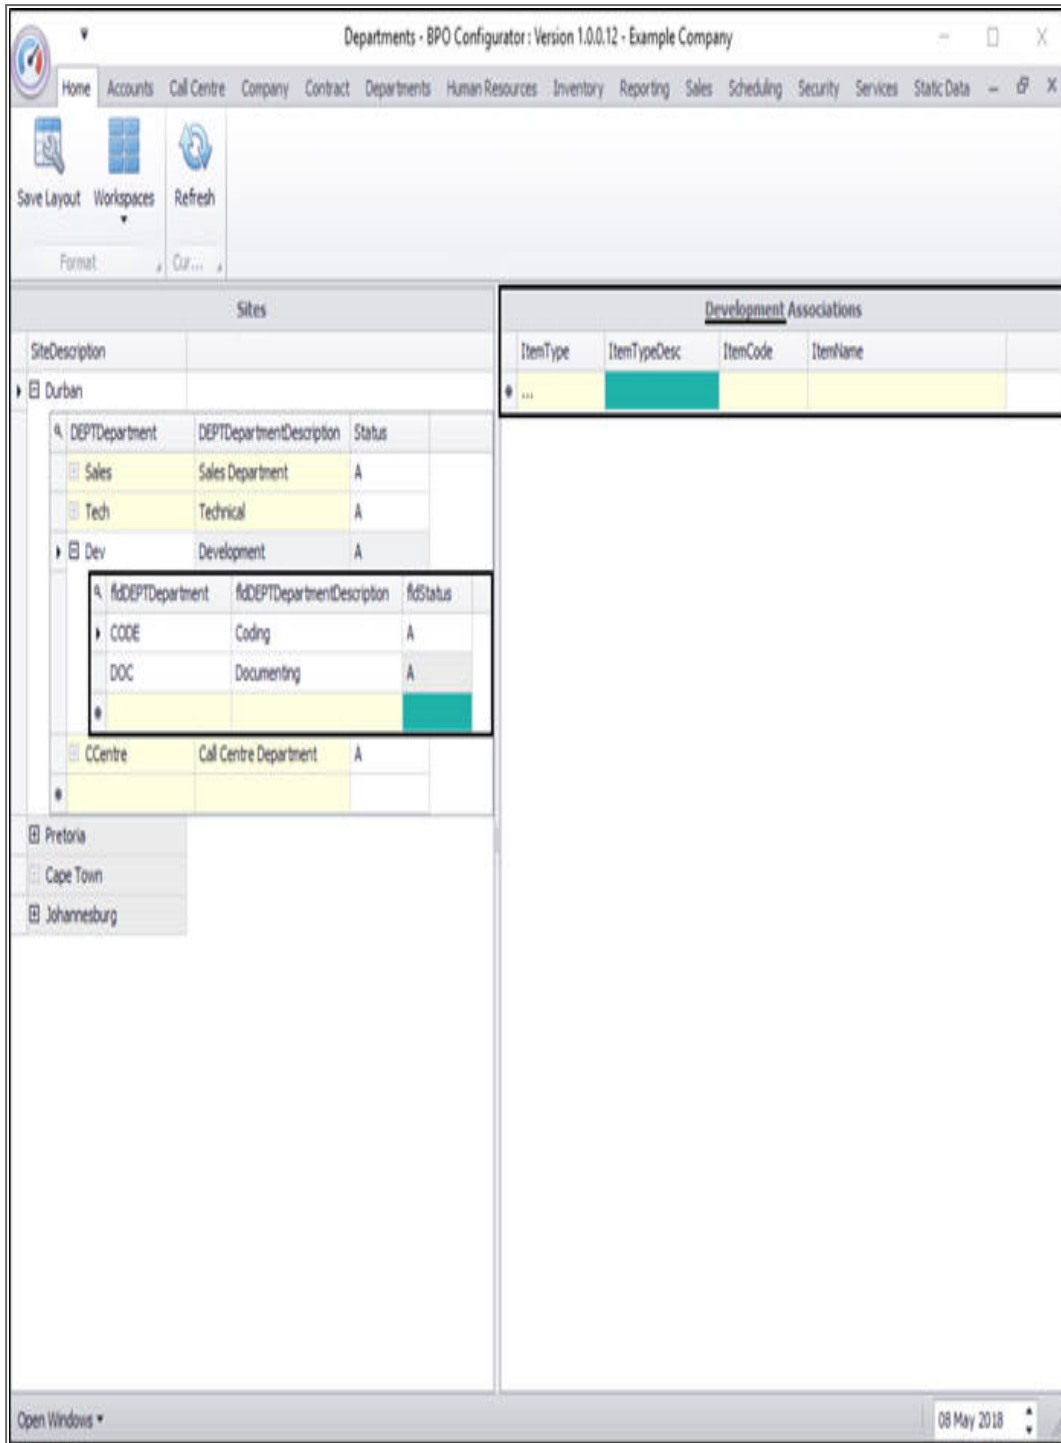 Departments - BPO Configurator : Version 1.0.0.12 - Example Company
Home Accounts Call Centre Company Contract Departments Human Resources Inventory Reporting Sales Scheduling Security Services Static Data
Save Layout Workspaces Refresh
Format Cur...
Sites
SiteDescription
Durban
DEPTDepartment DEPTDepartmentDescription Status
Sales Sales Department A
Tech Technical A
Dev Development A
fldDEPTDepartment fldDEPTDepartmentDescription fldStatus
CODE Coding A
DOC Documenting A
CCentre Call Centre Department A
Pretoria
Cape Town
Johannesburg
Development Associations
ItemType ItemTypeDesc ItemCode ItemName
...
Open Windows 08 May 2018